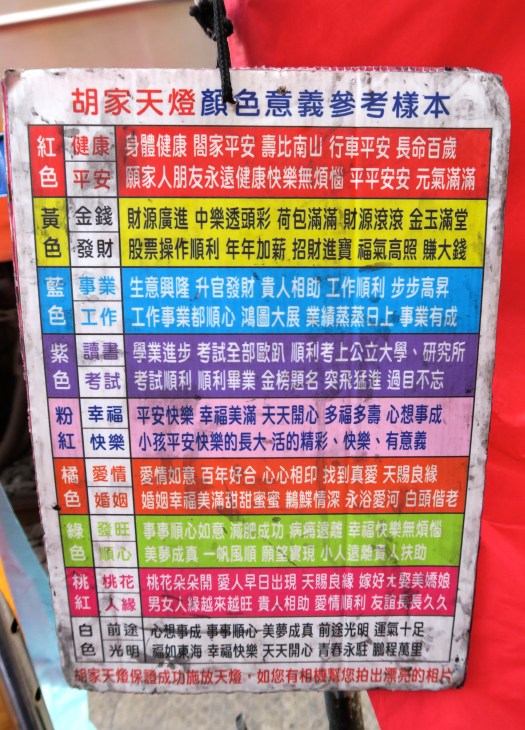 胡家天燈顏色意義參考樣本
紅色 健康平安 身體健康 閤家平安 壽比南山 行車平安 長命百歲
願家人朋友永遠健康快樂無煩惱 平平安安 元氣滿滿
黃色 金錢發財 財源廣進 中樂透頭彩 荷包滿滿 財源滾滾 金玉滿堂
股票操作順利 年年加薪 招財進寶 福氣高照 賺大錢
藍色 事業工作 生意興隆 升官發財 貴人相助 工作順利 步步高昇
工作事業都順心 鴻圖大展 業績蒸蒸日上 事業有成
紫色 讀書考試 學業進步 考試全部歐趴 順利考上公立大學、研究所
考試順利 順利畢業 金榜題名 突飛猛進 過目不忘
粉紅 幸福快樂 平安快樂 幸福美滿 天天開心 多福多壽 心想事成
小孩平安快樂的長大 活的精彩、快樂、有意義
橘色 愛情婚姻 愛情如意 百年好合 心心相印 找到真愛 天賜良緣
婚姻幸福美滿甜甜蜜蜜 鶼鰈情深 永浴愛河 白頭偕老
綠色 發旺順心 事事順心如意 減肥成功 病痛遠離 幸福快樂無煩惱
美夢成真 一帆風順 願望實現 小人遠離貴人扶助
桃紅 桃花人緣 桃花朵朵開 愛人早日出現 天賜良緣 嫁好尪娶美嬌娘
男女人緣越來越旺 貴人相助 愛情順利 友誼長長久久
白色 前途光明 心想事成 事事順心 美夢成真 前途光明 運氣十足
福如東海 幸福快樂 天天開心 青春永駐 鵬程萬里
胡家天燈保證成功施放天燈，如您有相機幫您拍出漂亮的相片